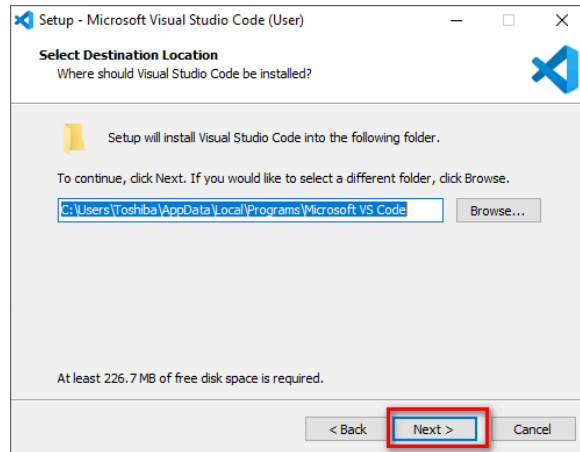 Setup - Microsoft Visual Studio Code (User)
Select Destination Location
Where should Visual Studio Code be installed?
Setup will install Visual Studio Code into the following folder.
To continue, click Next. If you would like to select a different folder, click Browse.
C:\Users\Toshiba\AppData\Local\Programs\Microsoft VS Code
Browse...
At least 226.7 MB of free disk space is required.
< Back
Next >
Cancel